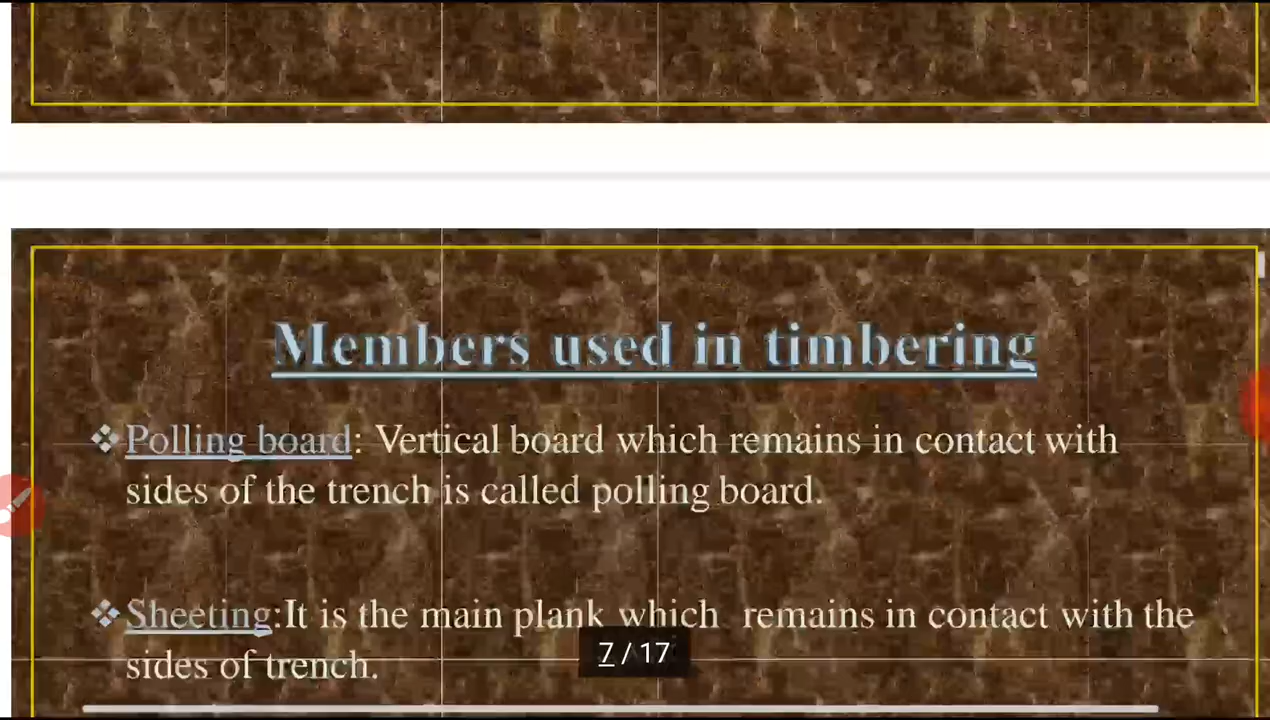 Members used in timbering
❖Polling board: Vertical board which remains in contact with
sides of the trench is called polling board.
❖Sheeting:It is the main plank which remains in contact with the
sides of trench.
7 / 17